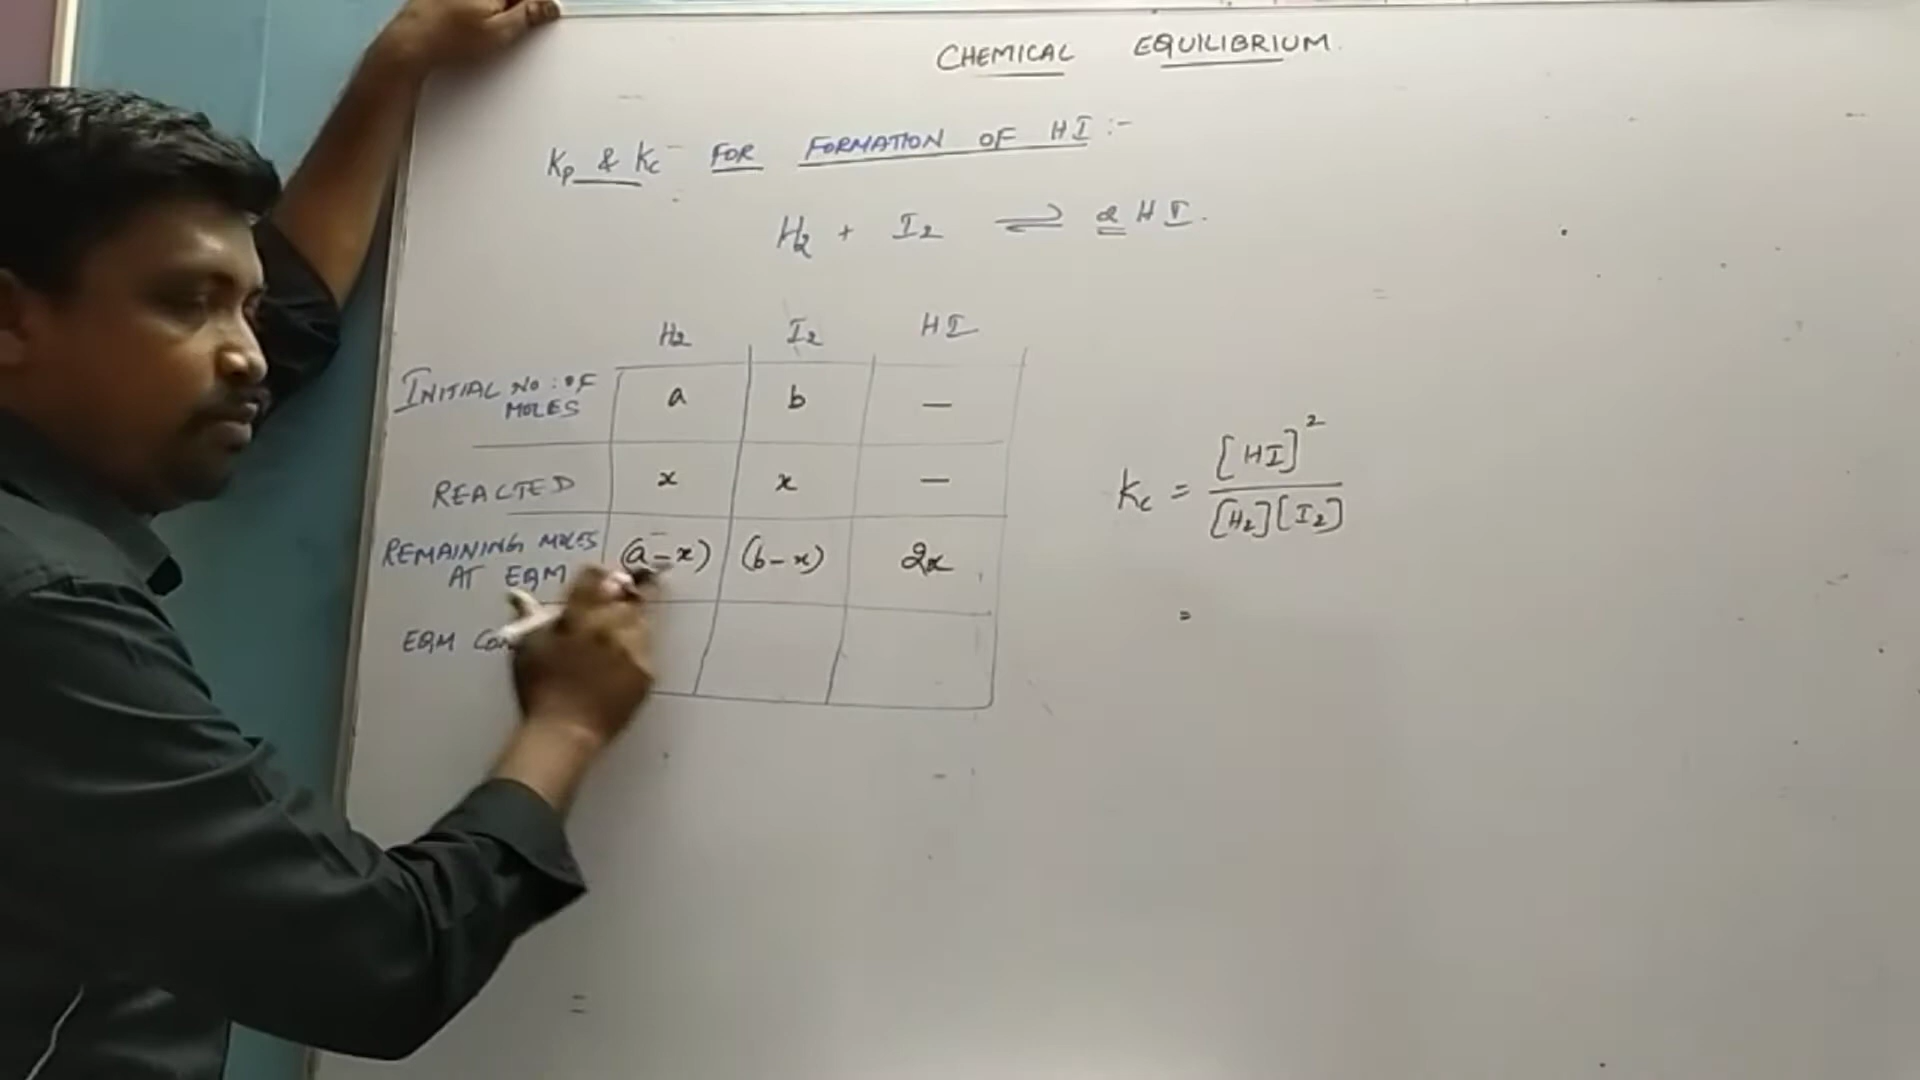 CHEMICAL EQUILIBRIUM.
Kp & Kc FOR FORMATION OF HI :-
H2 + I2 ⇌ 2HI.
H2 I2 HI
INITIAL NO: OF MOLES a b —
REACTED x x —
REMAINING MOLES AT EQM (a-x) (b-x) 2x
EQM
Kc = [HI]² / [H2][I2]
=
=